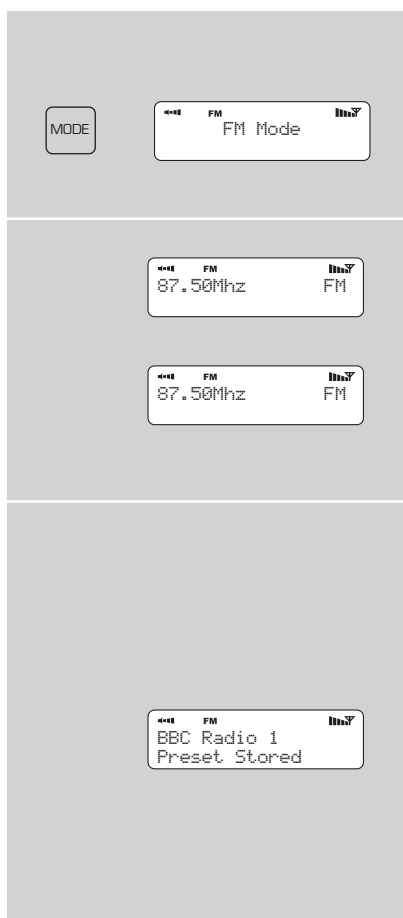 MODE
FM
FM Mode
FM
87.50Mhz FM
FM
87.50Mhz FM
FM
BBC Radio 1
Preset Stored